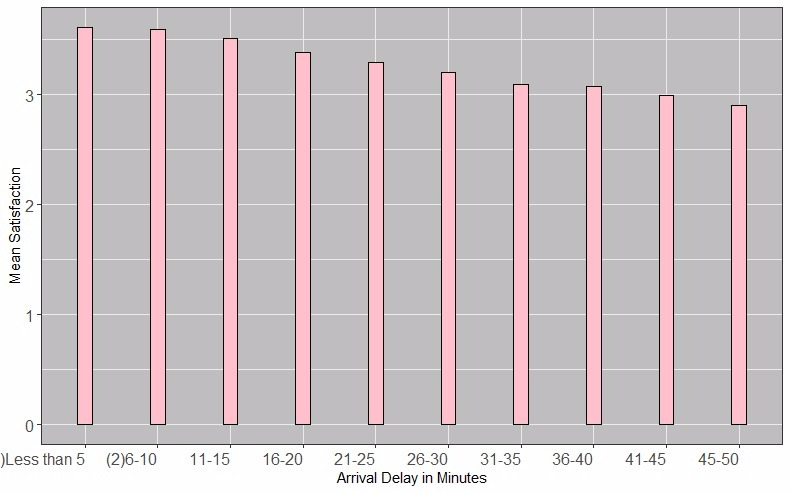 3
2
1
0
Mean Satisfaction
)Less than 5 (2)6-10 11-15 16-20 21-25 26-30 31-35 36-40 41-45 45-50
Arrival Delay in Minutes